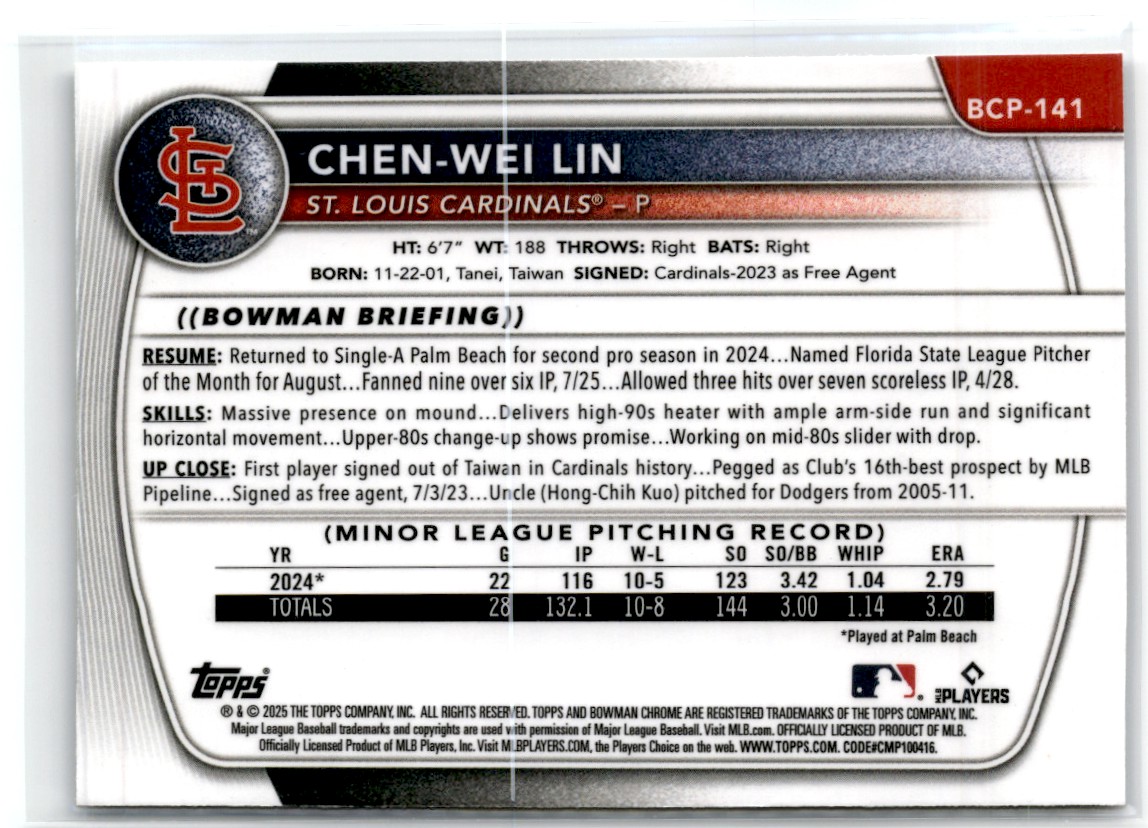 BCP-141
STL
™
CHEN-WEI LIN
ST. LOUIS CARDINALS® – P
HT: 6'7" WT: 188 THROWS: Right BATS: Right
BORN: 11-22-01, Tanei, Taiwan SIGNED: Cardinals-2023 as Free Agent
((BOWMAN BRIEFING))
RESUME: Returned to Single-A Palm Beach for second pro season in 2024...Named Florida State League Pitcher
of the Month for August...Fanned nine over six IP, 7/25...Allowed three hits over seven scoreless IP, 4/28.
SKILLS: Massive presence on mound...Delivers high-90s heater with ample arm-side run and significant
horizontal movement...Upper-80s change-up shows promise...Working on mid-80s slider with drop.
UP CLOSE: First player signed out of Taiwan in Cardinals history...Pegged as Club's 16th-best prospect by MLB
Pipeline...Signed as free agent, 7/3/23...Uncle (Hong-Chih Kuo) pitched for Dodgers from 2005-11.
(MINOR LEAGUE PITCHING RECORD)
YR G IP W-L SO SO/BB WHIP ERA
2024* 22 116 10-5 123 3.42 1.04 2.79
TOTALS 28 132.1 10-8 144 3.00 1.14 3.20
*Played at Palm Beach
Topps®
MLB PLAYERS
® & © 2025 THE TOPPS COMPANY, INC. ALL RIGHTS RESERVED. TOPPS AND BOWMAN CHROME ARE REGISTERED TRADEMARKS OF THE TOPPS COMPANY, INC.
Major League Baseball trademarks and copyrights are used with permission of Major League Baseball. Visit MLB.com. OFFICIALLY LICENSED PRODUCT OF MLB.
Officially Licensed Product of MLB Players, Inc. Visit MLBPLAYERS.COM, the Players Choice on the web. WWW.TOPPS.COM. CODE#CMP100416.